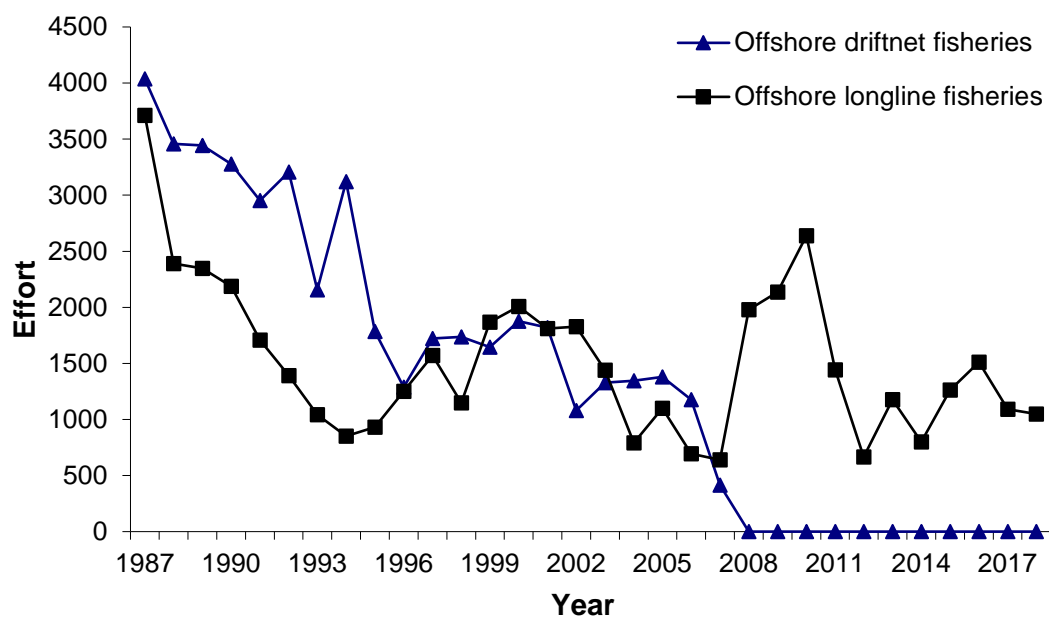 4500
4000
3500
3000
2500
2000
1500
1000
500
0
Effort
Offshore driftnet fisheries
Offshore longline fisheries
1987 1990 1993 1996 1999 2002 2005 2008 2011 2014 2017
Year